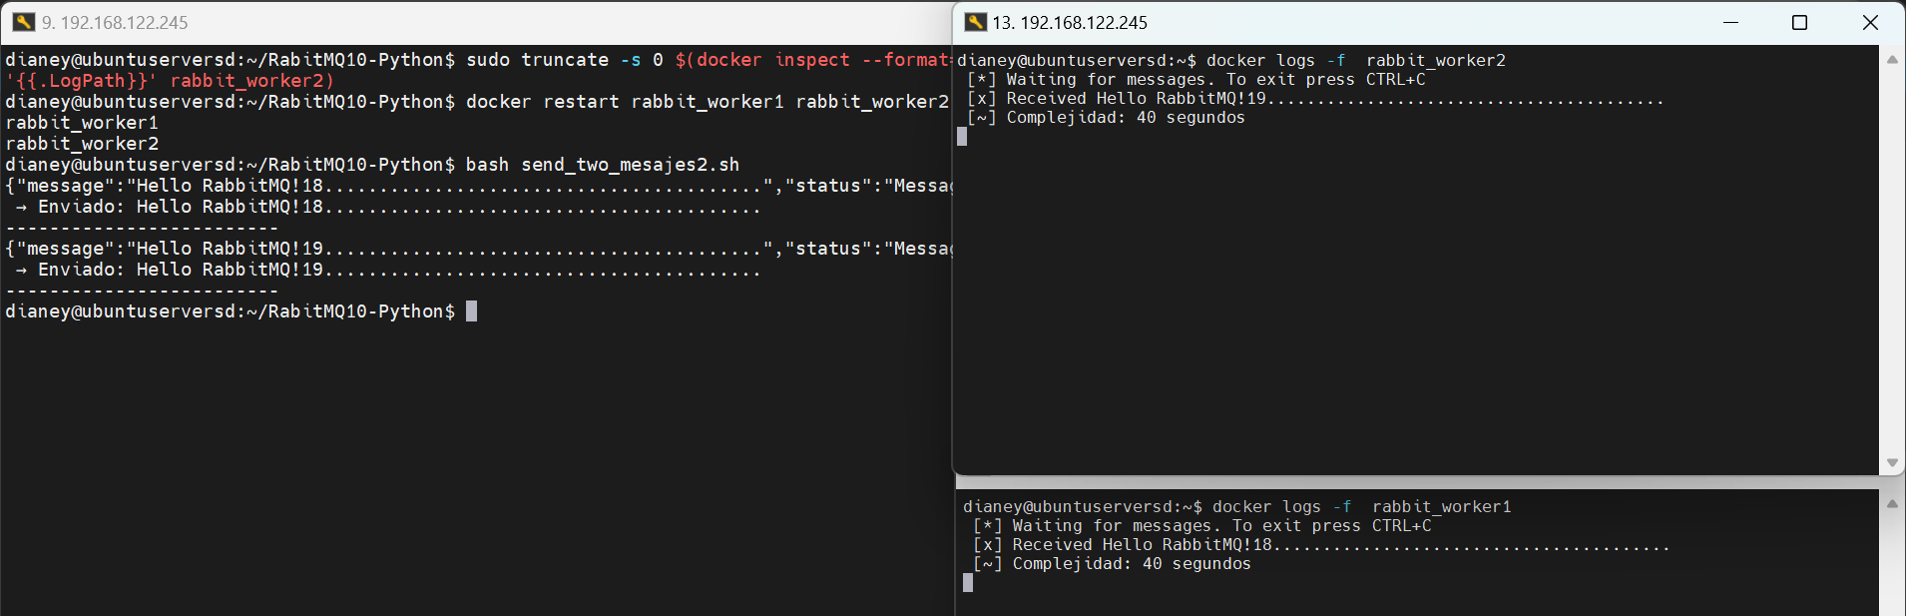 9. 192.168.122.245
dianey@ubuntuserversd:~/RabitMQ10-Python$ sudo truncate -s 0 $(docker inspect --format=
'{{.LogPath}}' rabbit_worker2)
dianey@ubuntuserversd:~/RabitMQ10-Python$ docker restart rabbit_worker1 rabbit_worker2
rabbit_worker1
rabbit_worker2
dianey@ubuntuserversd:~/RabitMQ10-Python$ bash send_two_mesajes2.sh
{"message":"Hello RabbitMQ!18........................................","status":"Messag
→ Enviado: Hello RabbitMQ!18........................................
-------------------------
{"message":"Hello RabbitMQ!19........................................","status":"Messag
→ Enviado: Hello RabbitMQ!19........................................
-------------------------
dianey@ubuntuserversd:~/RabitMQ10-Python$
13. 192.168.122.245
dianey@ubuntuserversd:~$ docker logs -f  rabbit_worker2
[*] Waiting for messages. To exit press CTRL+C
[x] Received Hello RabbitMQ!19........................................
[~] Complejidad: 40 segundos
dianey@ubuntuserversd:~$ docker logs -f  rabbit_worker1
[*] Waiting for messages. To exit press CTRL+C
[x] Received Hello RabbitMQ!18........................................
[~] Complejidad: 40 segundos